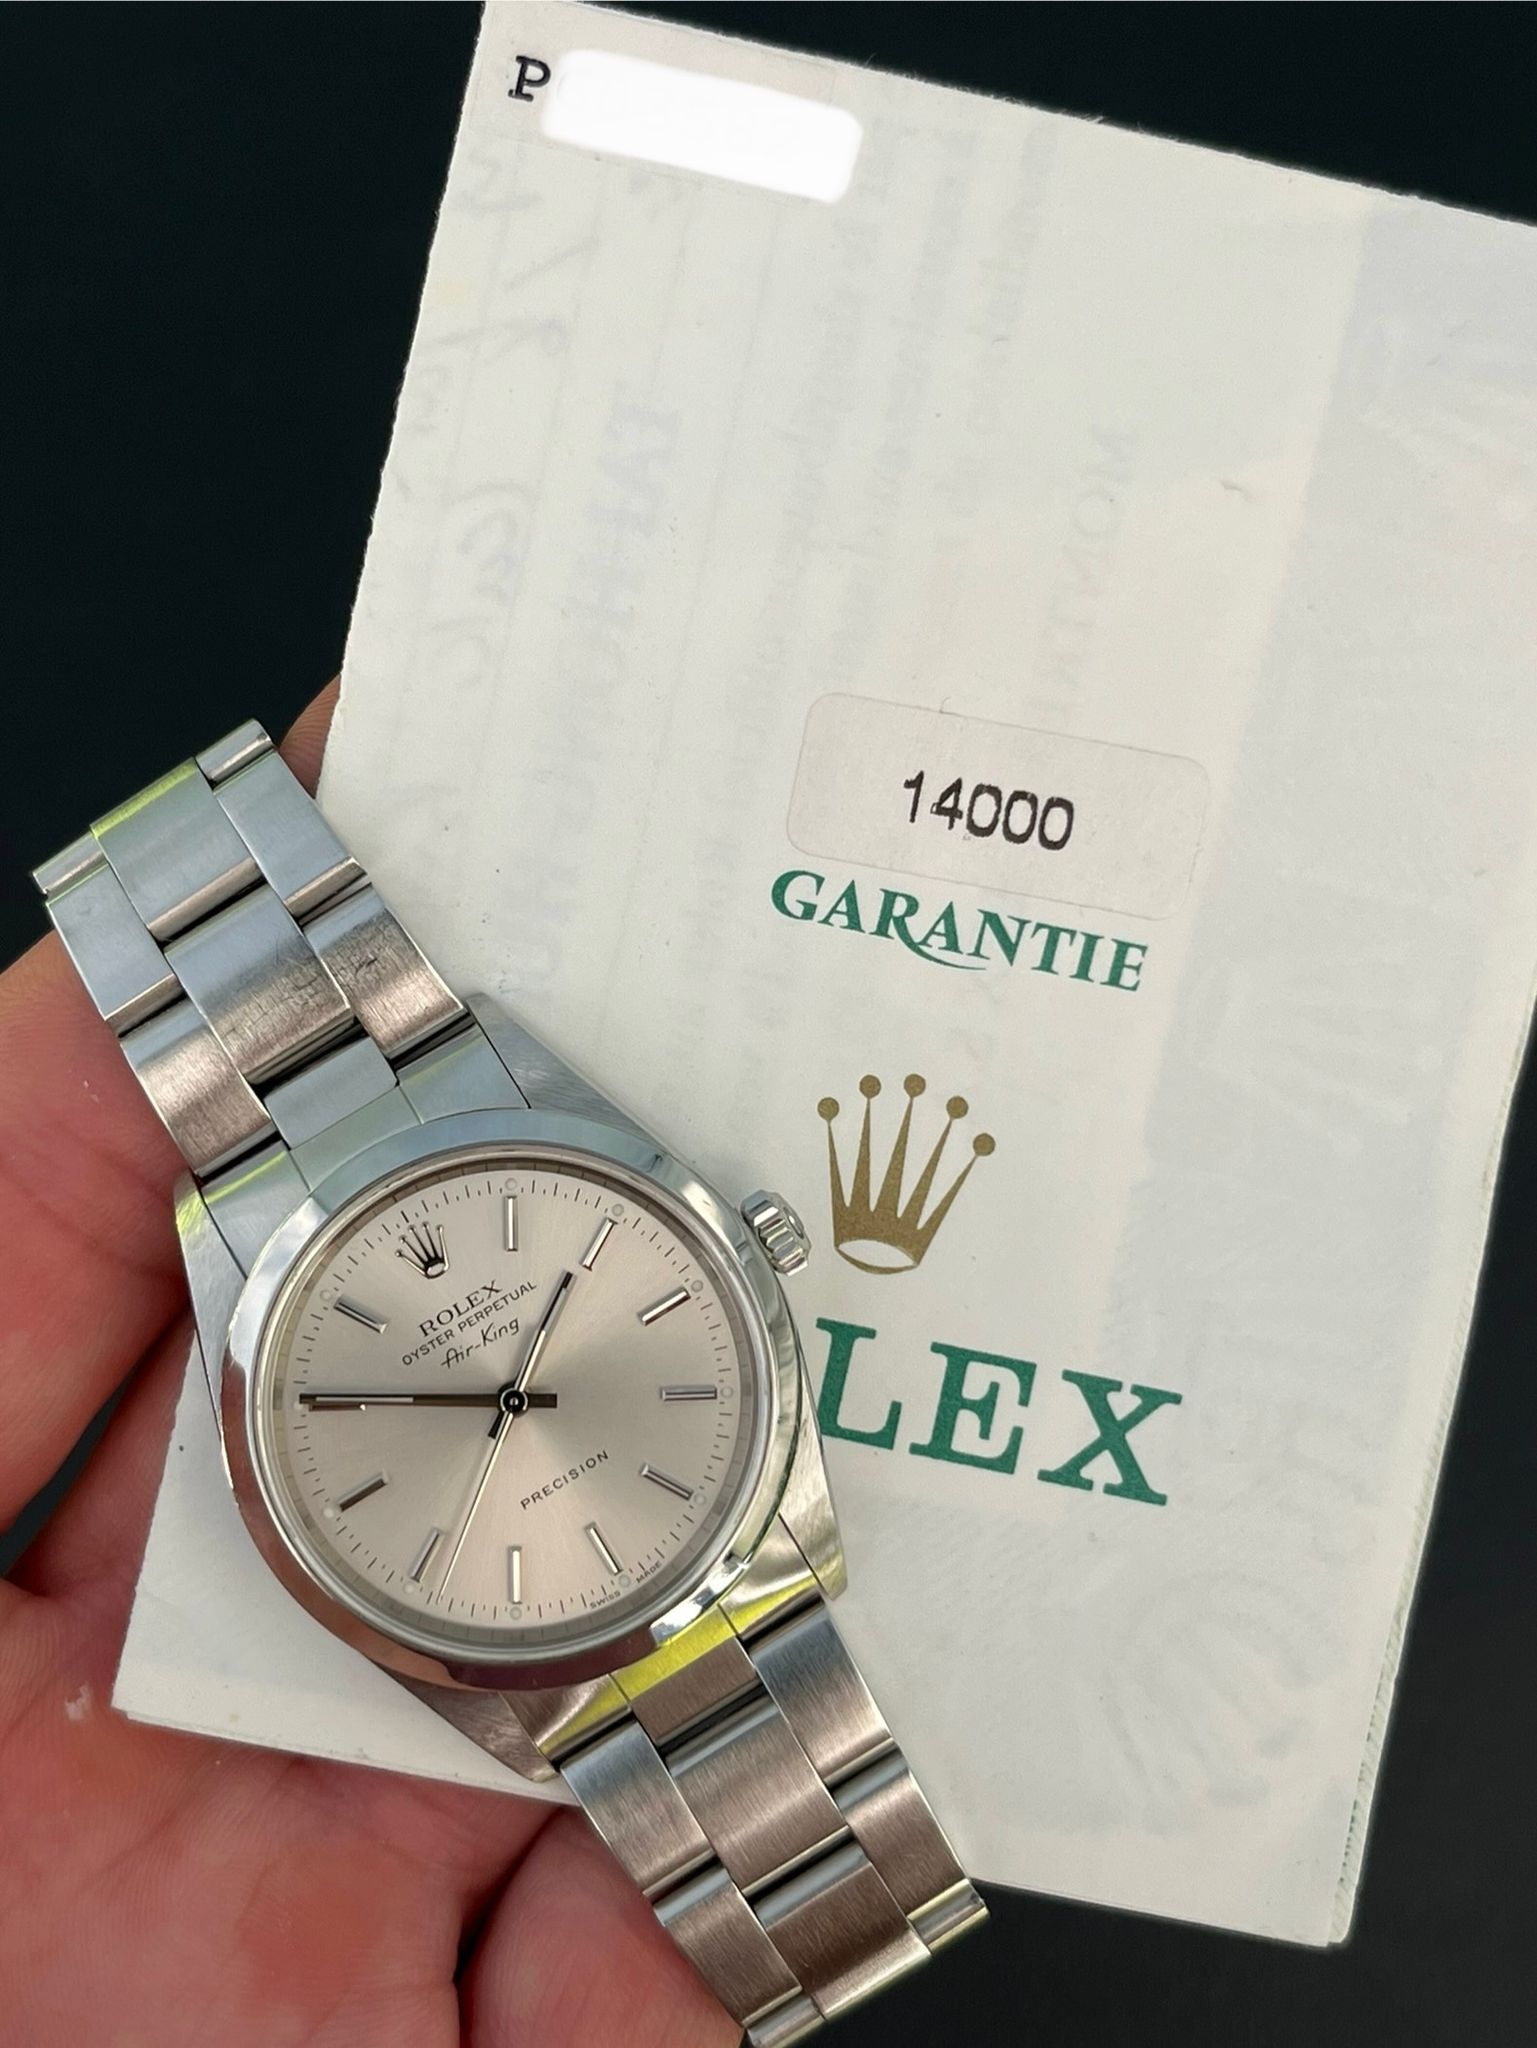 P
14000
GARANTIE
LEX
ROLEX
OYSTER PERPETUAL
Air-King
PRECISION
SWISS MADE